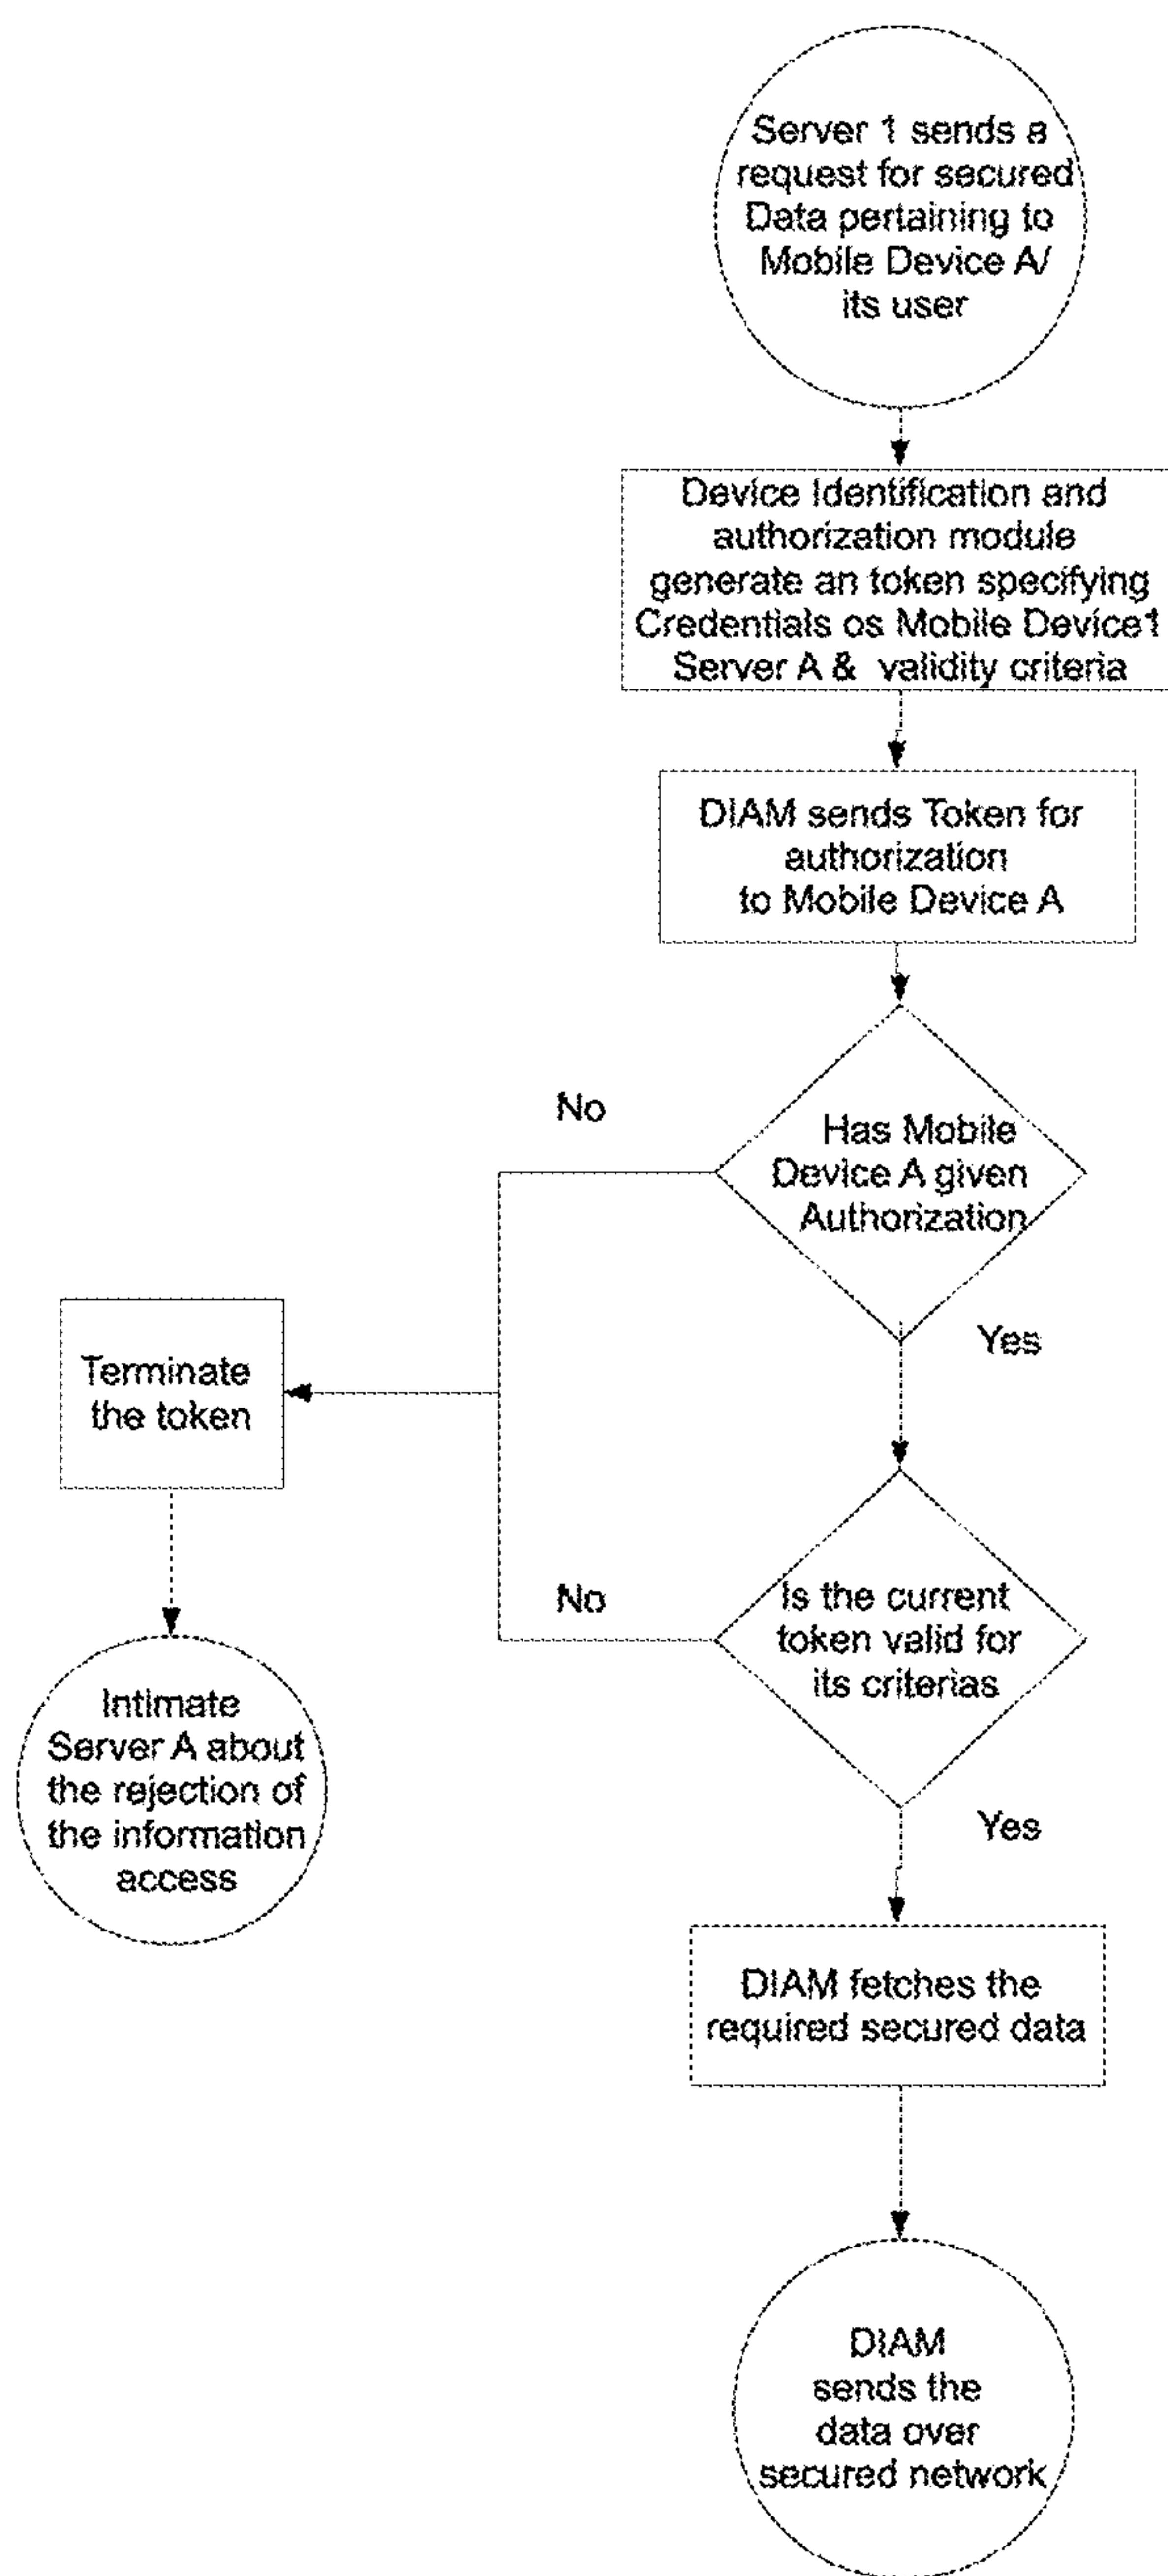 Server 1 sends a
request for secured
Data pertaining to
Mobile Device A/
its user
Device Identification and
authorization module
generate an token specifying
Credentials os Mobile Device1
Server A & validity criteria
DIAM sends Token for
authorization
to Mobile Device A
No
Has Mobile
Device A given
Authorization
Yes
Terminate
the token
No
Is the current
token valid for
its criterias
Intimate
Server A about
the rejection of
the information
access
Yes
DIAM fetches the
required secured data
DIAM
sends the
data over
secured network